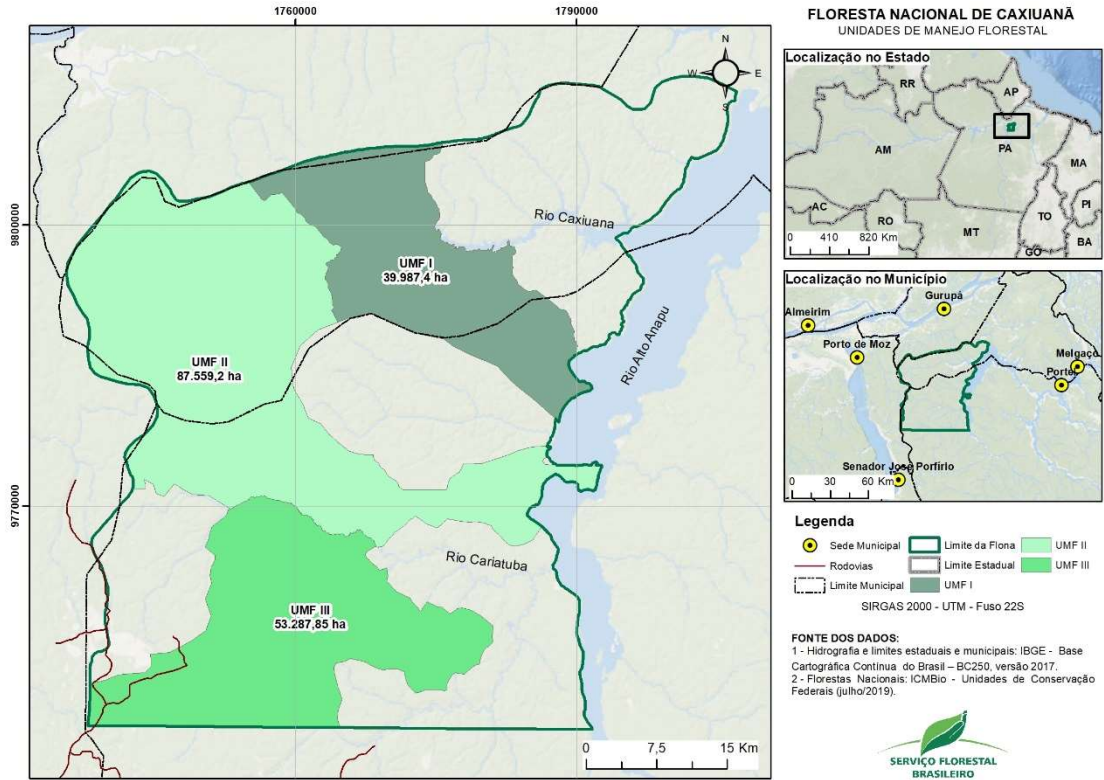 FLORESTA NACIONAL DE CAXIUANÃ
UNIDADES DE MANEJO FLORESTAL
1760000
1790000
9800000
9770000
N
W
E
S
Rio Caxiuana
UMF I
39.987,4 ha
UMF II
87.559,2 ha
Rio Alto Anapu
Rio Cariatuba
UMF III
53.287,85 ha
0 7,5 15 Km
Localização no Estado
RR
AP
AM
PA
MA
AC
RO
MT
TO
PI
GO
BA
0 410 820 Km
Localização no Município
Gurupá
Almeirim
Porto de Moz
Melgaço
Portel
Senador José Porfírio
0 30 60 Km
Legenda
Sede Municipal
Limite da Flona
UMF II
Rodovias
Limite Estadual
UMF III
Limite Municipal
UMF I
SIRGAS 2000 - UTM - Fuso 22S
FONTE DOS DADOS:
1 - Hidrografia e limites estaduais e municipais: IBGE - Base
Cartográfica Contínua do Brasil – BC250, versão 2017.
2 - Florestas Nacionais: ICMBio - Unidades de Conservação
Federais (julho/2019).
SERVIÇO FLORESTAL
BRASILEIRO